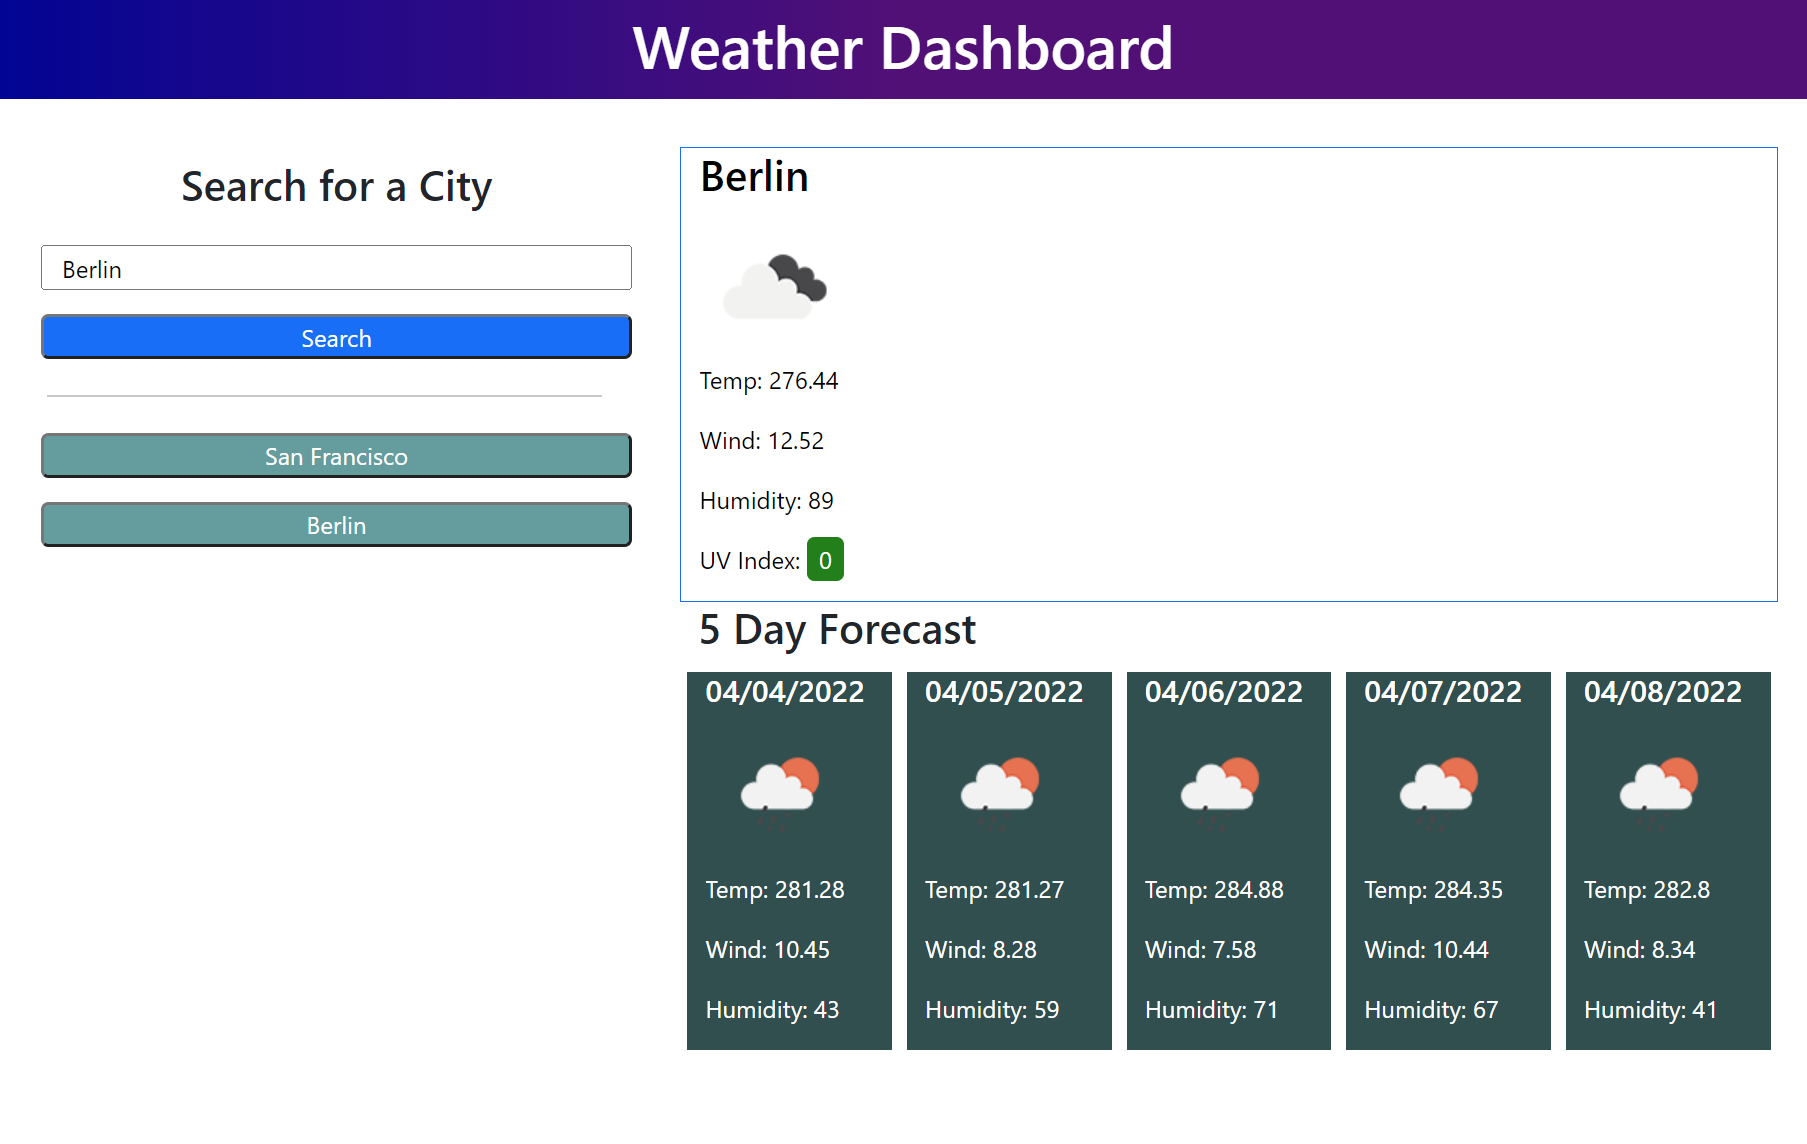 Weather Dashboard
Search for a City
Berlin
Search
San Francisco
Berlin
Berlin
Temp: 276.44
Wind: 12.52
Humidity: 89
UV Index: 0
5 Day Forecast
04/04/2022
Temp: 281.28
Wind: 10.45
Humidity: 43
04/05/2022
Temp: 281.27
Wind: 8.28
Humidity: 59
04/06/2022
Temp: 284.88
Wind: 7.58
Humidity: 71
04/07/2022
Temp: 284.35
Wind: 10.44
Humidity: 67
04/08/2022
Temp: 282.8
Wind: 8.34
Humidity: 41